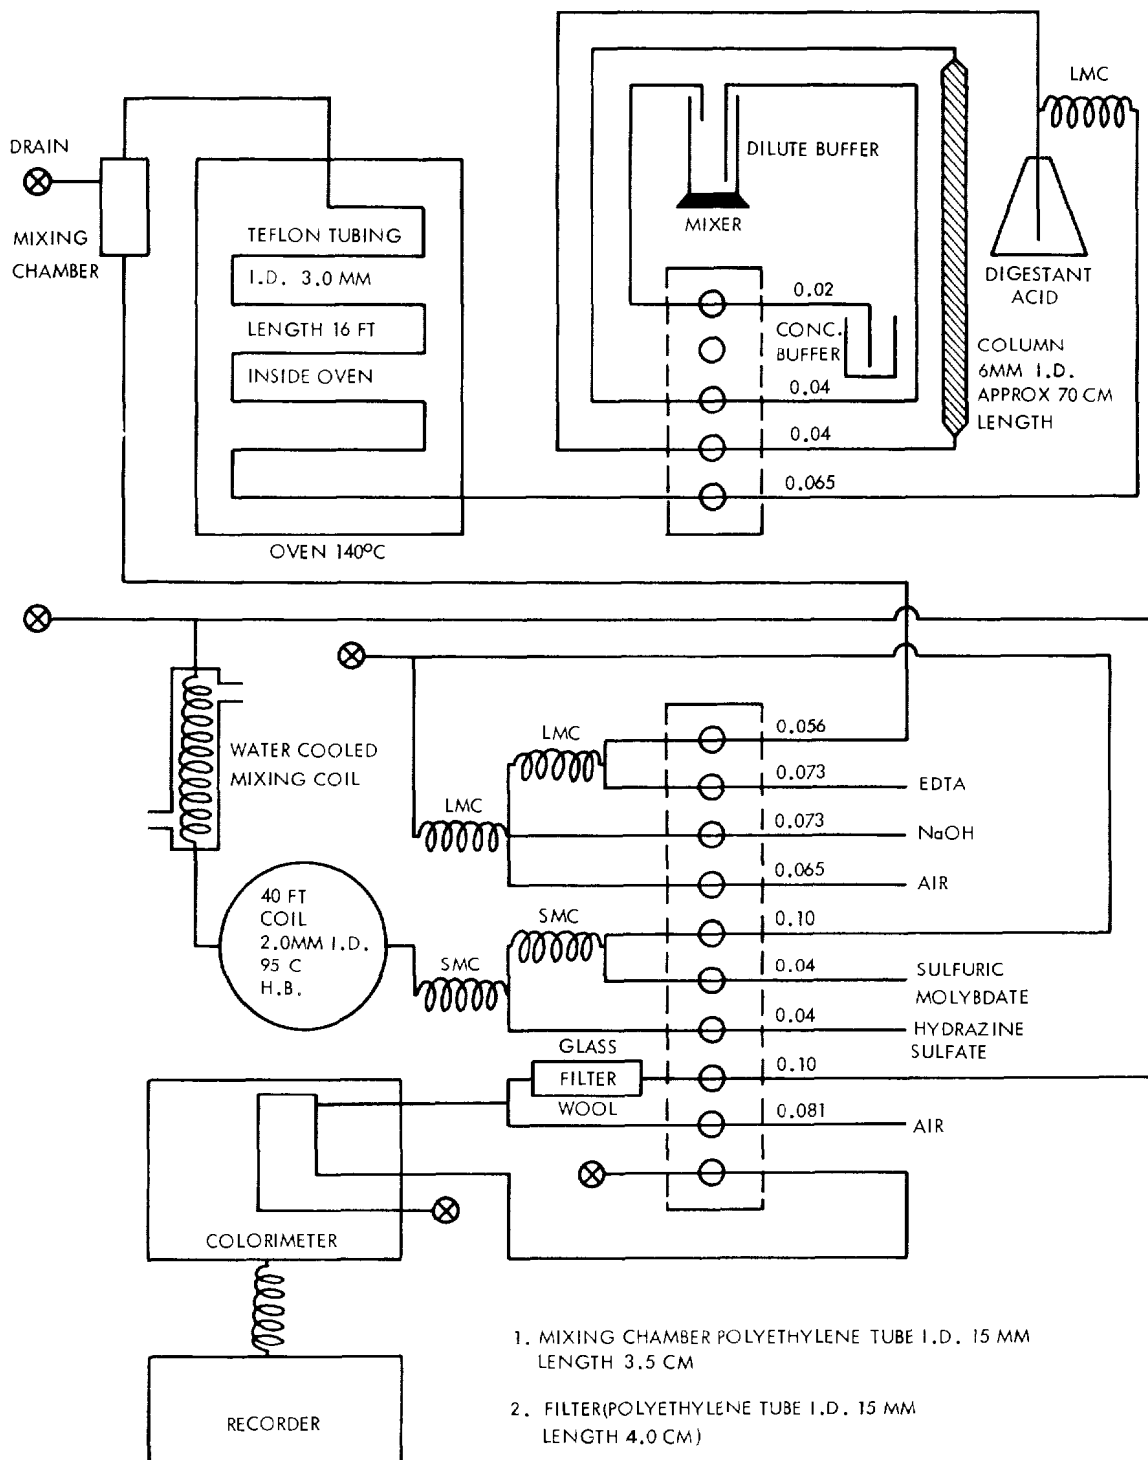 LMC
DRAIN
DILUTE BUFFER
MIXER
MIXING
CHAMBER
TEFLON TUBING
I.D. 3.0 MM
LENGTH 16 FT
INSIDE OVEN
OVEN 140°C
DIGESTANT
ACID
0.02
CONC.
BUFFER
0.04
0.04
0.065
COLUMN
6MM I.D.
APPROX 70 CM
LENGTH
WATER COOLED
MIXING COIL
LMC
LMC
0.056
0.073
EDTA
0.073
NaOH
0.065
AIR
40 FT
COIL
2.0MM I.D.
95 C
H.B.
SMC
SMC
0.10
0.04
SULFURIC
MOLYBDATE
0.04
HYDRAZINE
SULFATE
GLASS
FILTER
WOOL
0.10
0.081
AIR
COLORIMETER
RECORDER
1. MIXING CHAMBER POLYETHYLENE TUBE I.D. 15 MM
LENGTH 3.5 CM
2. FILTER(POLYETHYLENE TUBE I.D. 15 MM
LENGTH 4.0 CM)